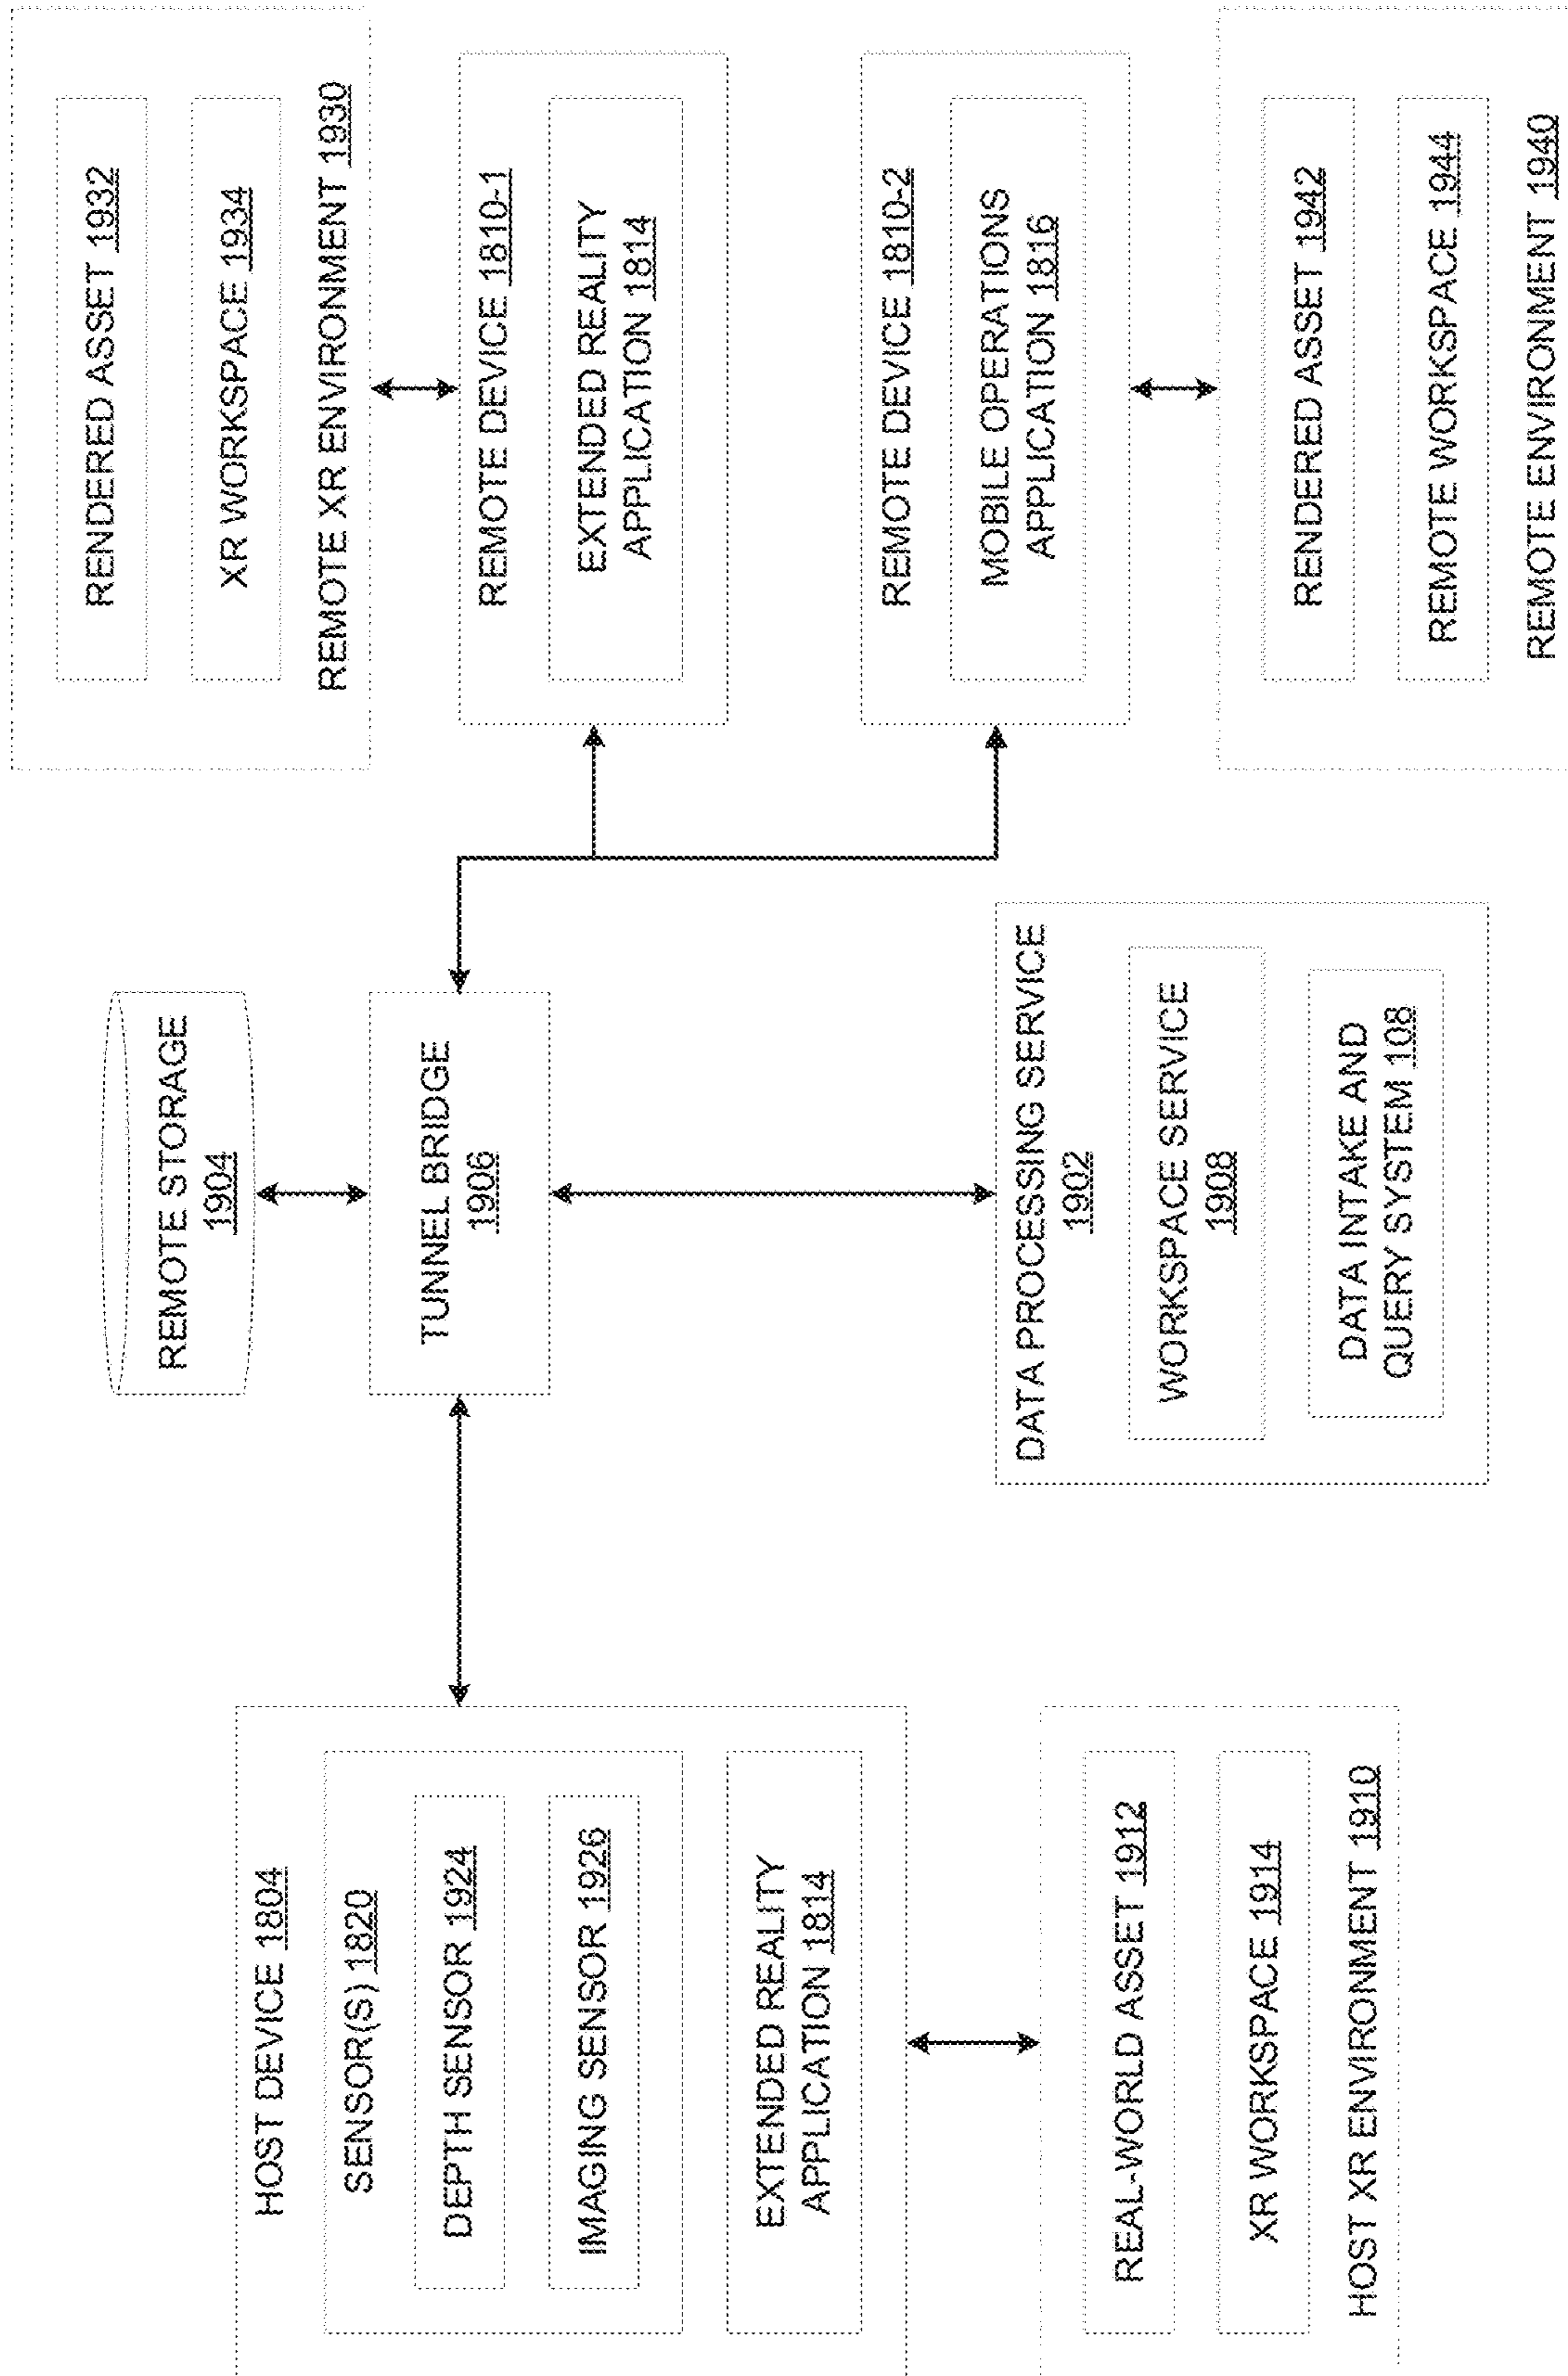 HOST DEVICE 1804
SENSOR(S) 1820
DEPTH SENSOR 1924
IMAGING SENSOR 1926
EXTENDED REALITY
APPLICATION 1814
REAL-WORLD ASSET 1912
XR WORKSPACE 1914
HOST XR ENVIRONMENT 1910
REMOTE STORAGE
1904
TUNNEL BRIDGE
1906
DATA PROCESSING SERVICE
1902
WORKSPACE SERVICE
1908
DATA INTAKE AND
QUERY SYSTEM 108
RENDERED ASSET 1932
XR WORKSPACE 1934
REMOTE XR ENVIRONMENT 1930
REMOTE DEVICE 1810-1
EXTENDED REALITY
APPLICATION 1814
REMOTE DEVICE 1810-2
MOBILE OPERATIONS
APPLICATION 1816
RENDERED ASSET 1942
REMOTE WORKSPACE 1944
REMOTE ENVIRONMENT 1940